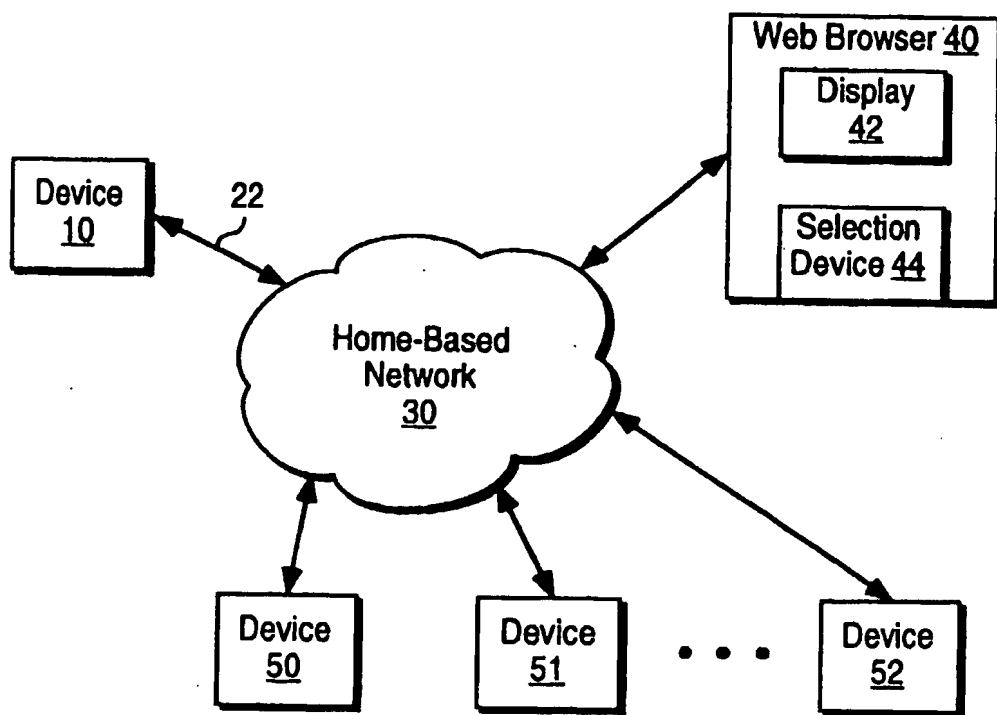 Web Browser 40
Display
42
Selection
Device 44
Device
10
22
Home-Based
Network
30
Device
50
Device
51
• • •
Device
52